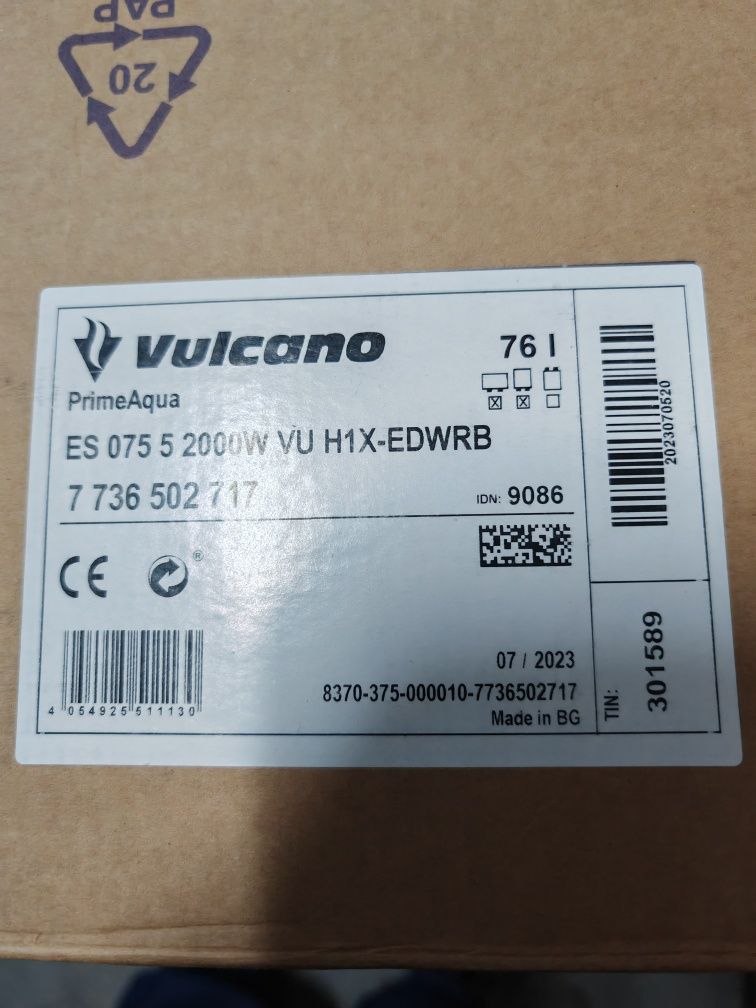 PAP
20
Vulcano
76 l
PrimeAqua
ES 075 5 2000W VU H1X-EDWRB
7 736 502 717
IDN: 9086
2023070520
CE
®
07 / 2023
8370-375-000010-7736502717
Made in BG
4 054925 511130
TIN: 301589